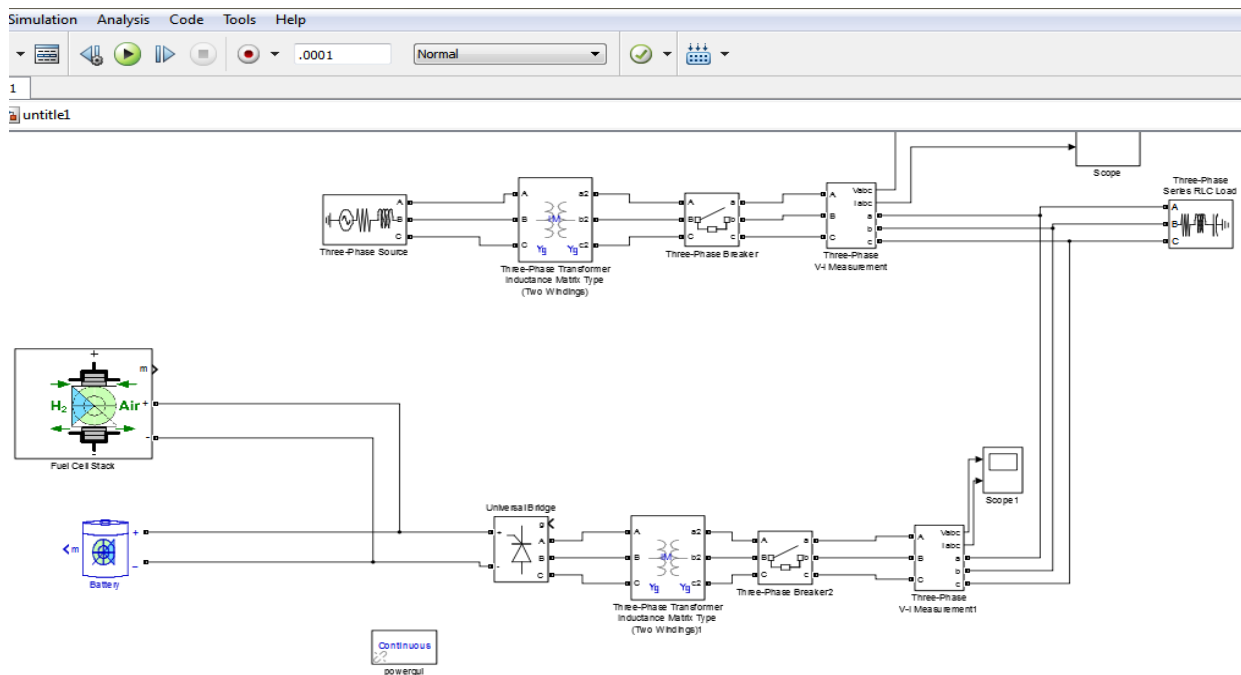 Simulation Analysis Code Tools Help
.0001 Normal
1
untitle1
Scope
Three-Phase
Series RLC Load
A
B
C
A
B
C
Three-Phase Source
A a2
B b2
C c2
Yg Yg
Three-Phase Transformer
Inductance Matrix Type
(Two Windings)
A a
B b
C c
Three-Phase Breaker
Vabc
A Iabc
B a
b
C c
Three-Phase
V-I Measurement
+
m
H2 Air +
-
-
Fuel Cell Stack
Scope1
Universal Bridge
g
+ A
B
- C
+
m
-
Battery
A a2
B b2
C c2
Yg Yg
Three-Phase Transformer
Inductance Matrix Type
(Two Windings)1
A a
B b
C c
Three-Phase Breaker2
Vabc
A Iabc
B a
b
C c
Three-Phase
V-I Measurement1
Continuous
powergui